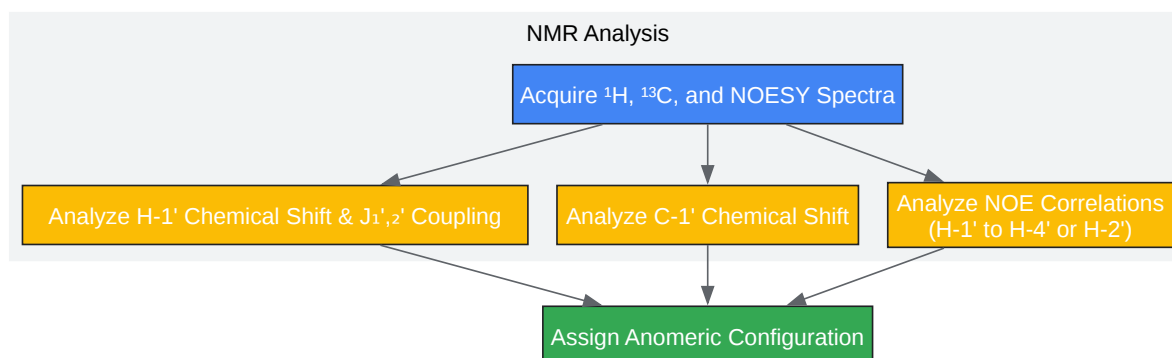 NMR Analysis
Acquire ¹H, ¹³C, and NOESY Spectra
Analyze H-1' Chemical Shift & J₁',₂' Coupling
Analyze C-1' Chemical Shift
Analyze NOE Correlations
(H-1' to H-4' or H-2')
Assign Anomeric Configuration